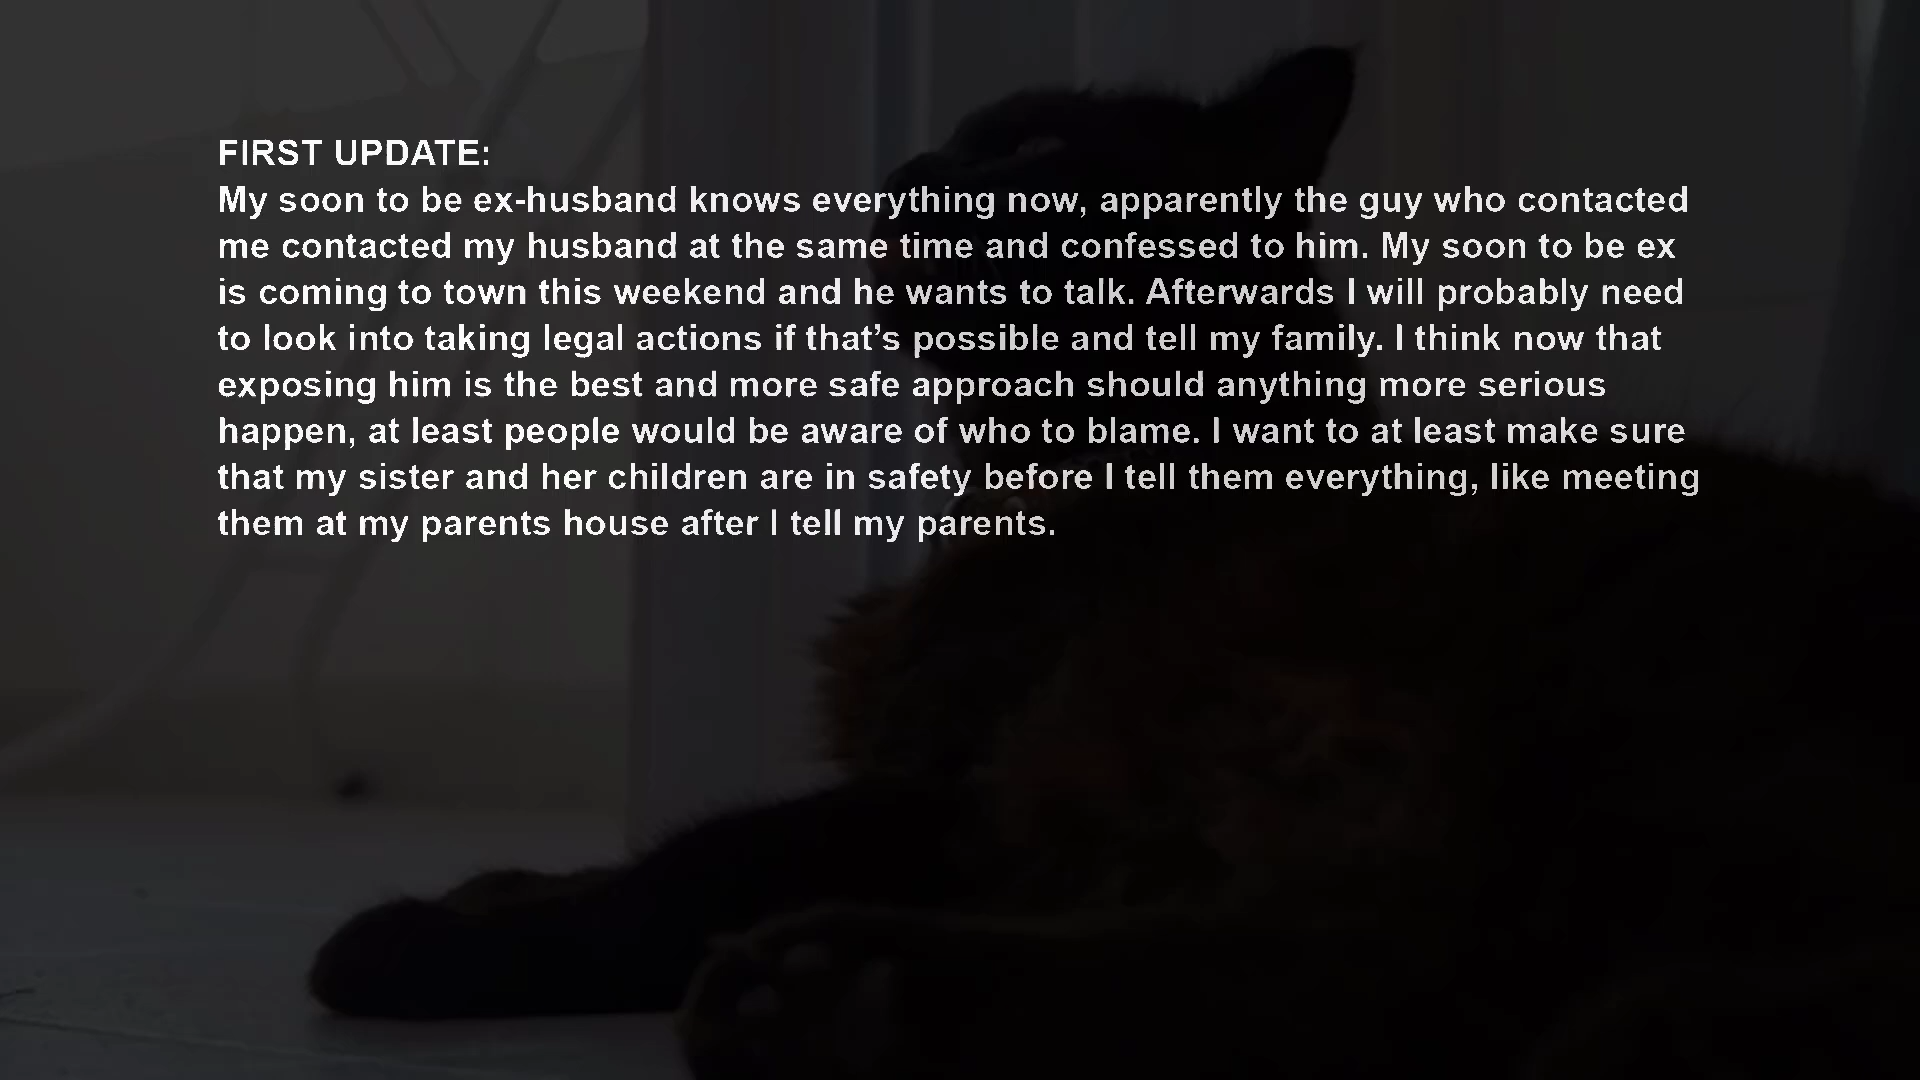 FIRST UPDATE:
My soon to be ex-husband knows everything now, apparently the guy who contacted
me contacted my husband at the same time and confessed to him. My soon to be ex
is coming to town this weekend and he wants to talk. Afterwards I will probably need
to look into taking legal actions if that’s possible and tell my family. I think now that
exposing him is the best and more safe approach should anything more serious
happen, at least people would be aware of who to blame. I want to at least make sure
that my sister and her children are in safety before I tell them everything, like meeting
them at my parents house after I tell my parents.